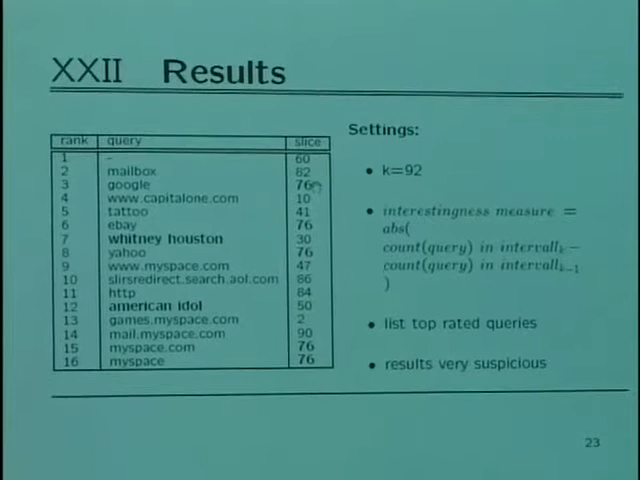 XXII Results
rank query slice
1 - 60
2 mailbox 82
3 google 76
4 www.capitalone.com 10
5 tattoo 41
6 ebay 76
7 whitney houston 30
8 yahoo 76
9 www.myspace.com 47
10 slirsredirect.search.aol.com 86
11 http 84
12 american idol 50
13 games.myspace.com 2
14 mail.myspace.com 90
15 myspace.com 76
16 myspace 76
Settings:
• k=92
• interestingness measure =
abs(
count(query) in intervalₖ −
count(query) in intervalₖ₋₁
)
• list top rated queries
• results very suspicious
23